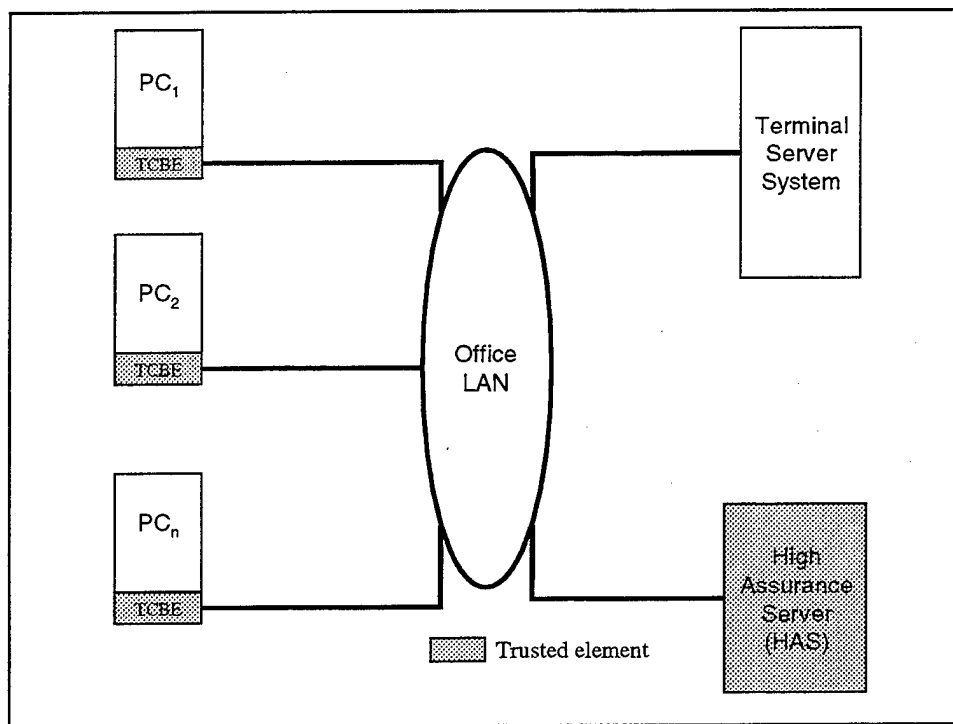 PC1
TCBE
PC2
TCBE
PCn
TCBE
Office
LAN
Terminal
Server
System
High
Assurance
Server
(HAS)
Trusted element